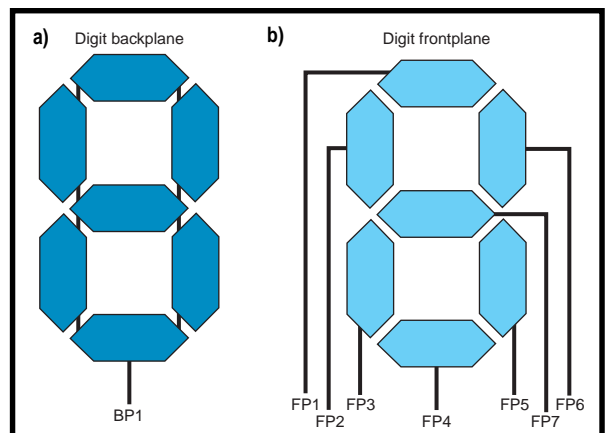 a) Digit backplane
b) Digit frontplane
BP1
FP1 FP3 FP5 FP6
FP2 FP4 FP7